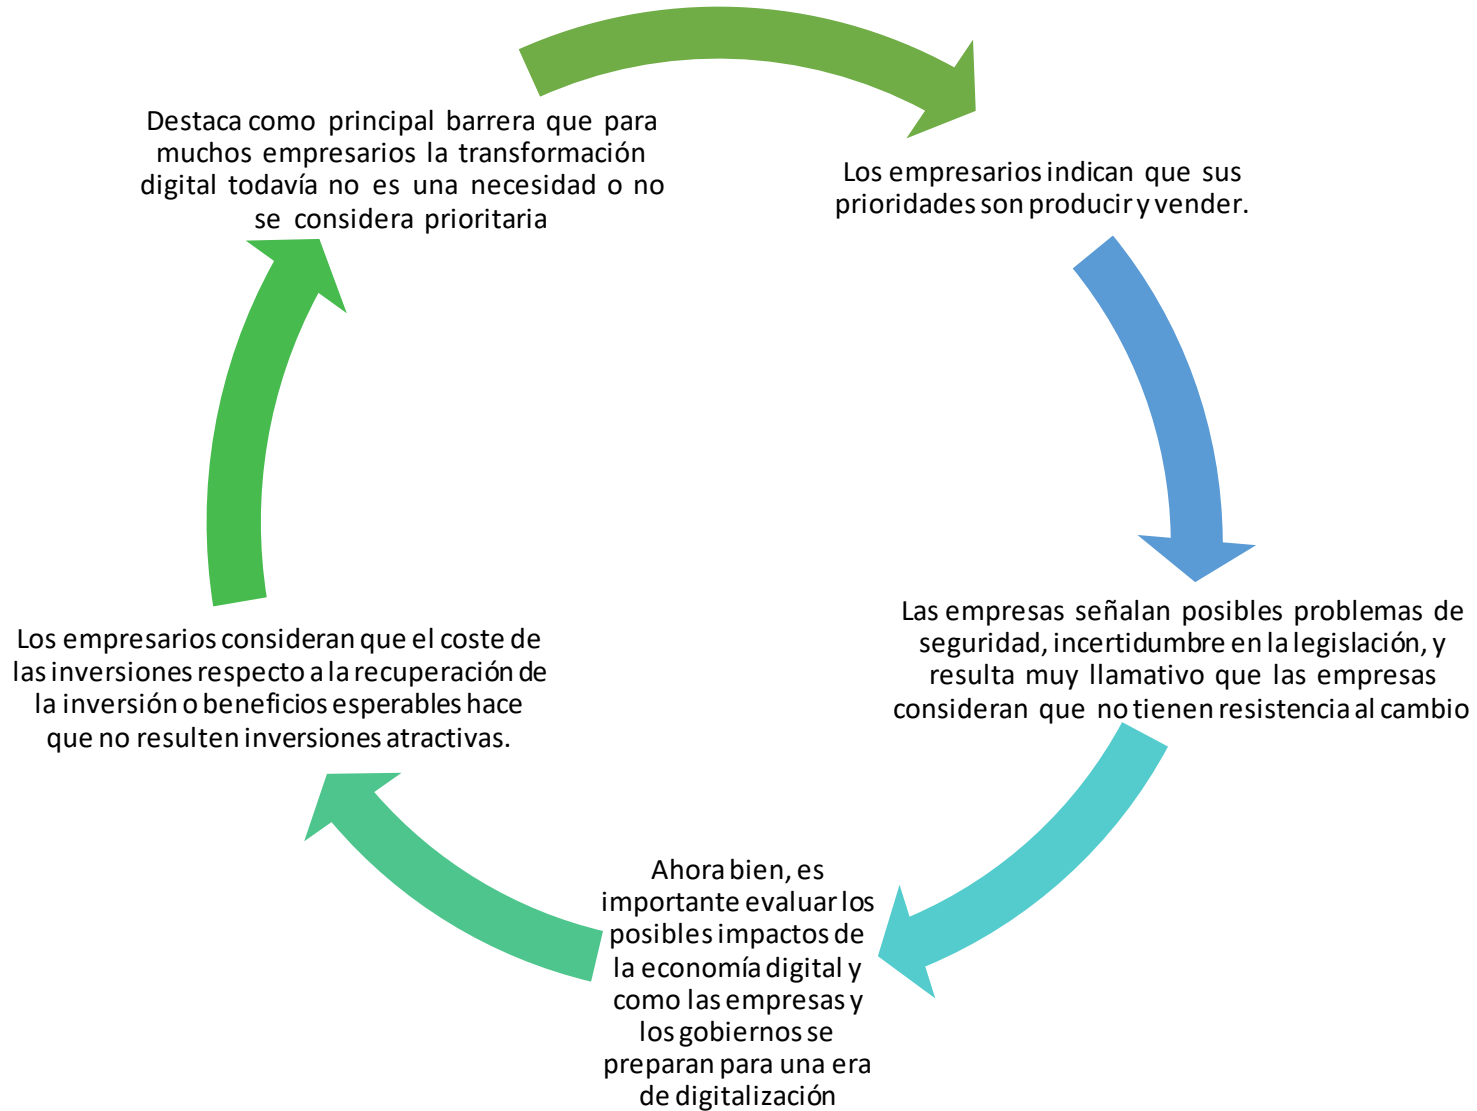 Destaca como principal barrera que para
muchos empresarios la transformación
digital todavía no es una necesidad o no
se considera prioritaria
Los empresarios indican que sus
prioridades son producir y vender.
Las empresas señalan posibles problemas de
seguridad, incertidumbre en la legislación, y
resulta muy llamativo que las empresas
consideran que no tienen resistencia al cambio
Ahora bien, es
importante evaluar los
posibles impactos de
la economía digital y
como las empresas y
los gobiernos se
preparan para una era
de digitalización
Los empresarios consideran que el coste de
las inversiones respecto a la recuperación de
la inversión o beneficios esperables hace
que no resulten inversiones atractivas.